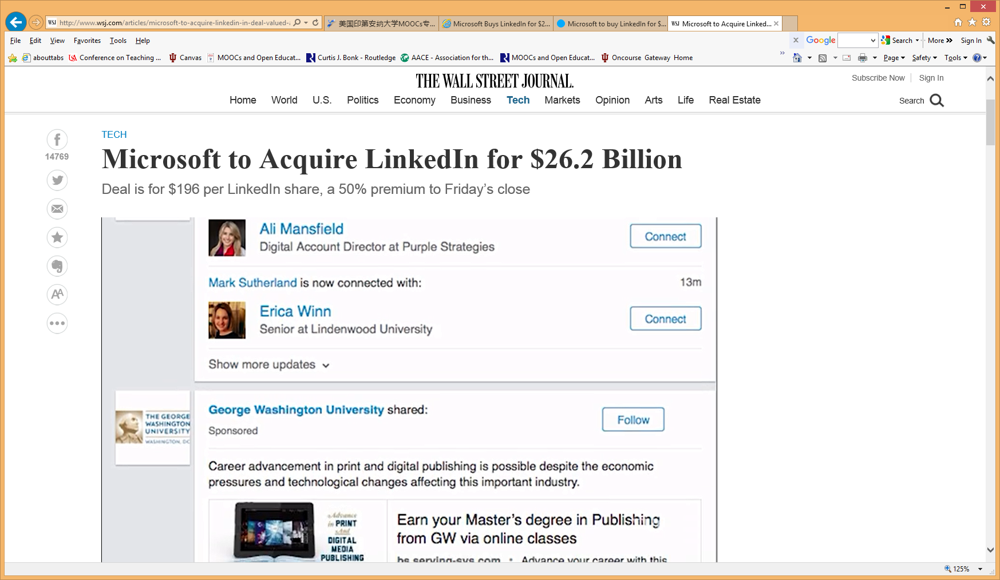 WSJ http://www.wsj.com/articles/microsoft-to-acquire-linkedin-in-deal-valued-
美国印第安纳大学MOOCs专...
Microsoft Buys LinkedIn for $2...
Microsoft to buy LinkedIn for $...
WSJ Microsoft to Acquire Linked...
File Edit View Favorites Tools Help
Google Search More » Sign In
abouttabs Conference on Teaching ... Canvas MOOCs and Open Educat... Curtis J. Bonk - Routledge AACE - Association for th... MOOCs and Open Educat... Oncourse Gateway Home
Page Safety Tools
THE WALL STREET JOURNAL.
Subscribe Now Sign In
Home World U.S. Politics Economy Business Tech Markets Opinion Arts Life Real Estate
Search
TECH
14769
Microsoft to Acquire LinkedIn for $26.2 Billion
Deal is for $196 per LinkedIn share, a 50% premium to Friday’s close
AA
Ali Mansfield
Digital Account Director at Purple Strategies
Connect
Mark Sutherland is now connected with:
13m
Erica Winn
Senior at Lindenwood University
Connect
Show more updates
THE GEORGE
WASHINGTON
UNIVERSITY
WASHINGTON, DC
George Washington University shared:
Sponsored
Follow
Career advancement in print and digital publishing is possible despite the economic
pressures and technological changes affecting this important industry.
Advance
in PRINT
and
DIGITAL
MEDIA
PUBLISHING
Earn your Master’s degree in Publishing
from GW via online classes
bs.serving-sys.com • Advance your career with this
125%